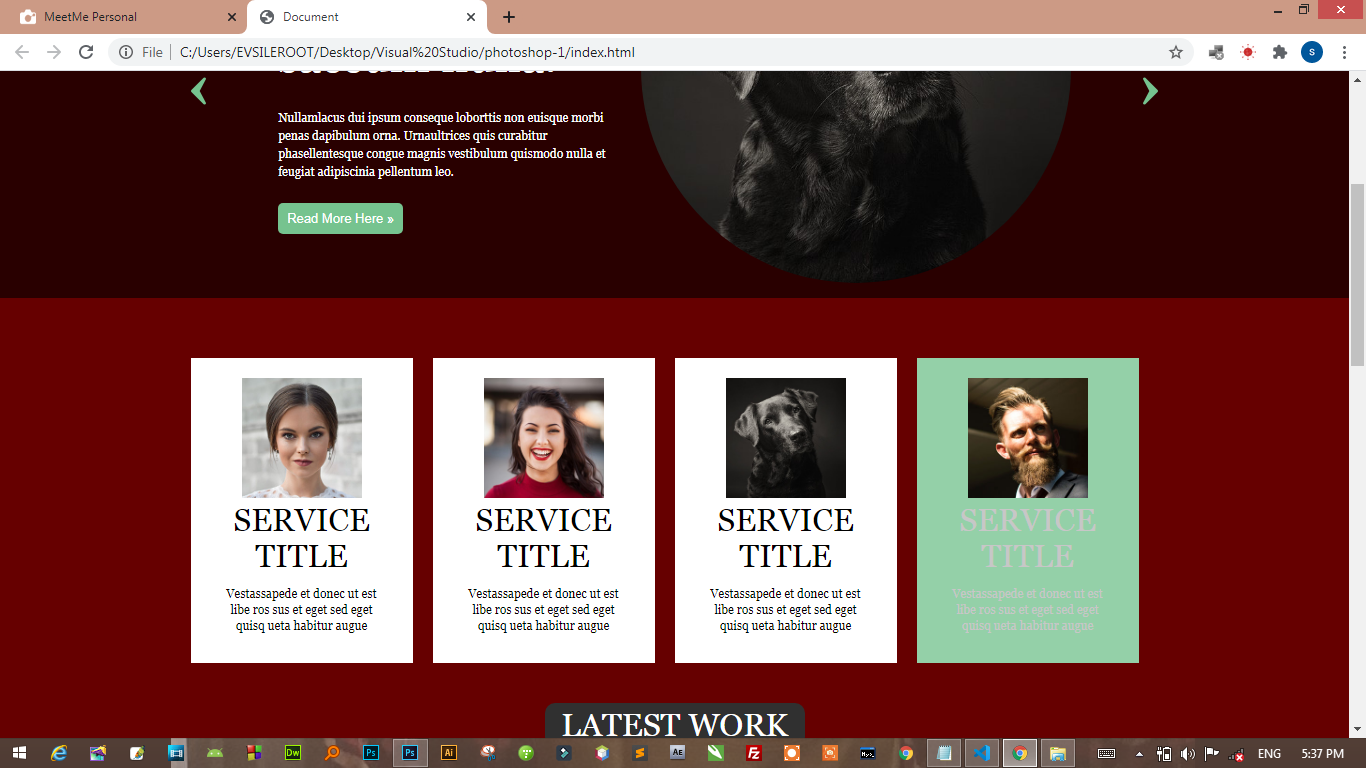 MeetMe Personal
Document
File
C:/Users/EVSILEROOT/Desktop/Visual%20Studio/photoshop-1/index.html
S
Nullamlacus dui ipsum conseque loborttis non euisque morbi
penas dapibulum orna. Urnaultrices quis curabitur
phasellentesque congue magnis vestibulum quismodo nulla et
feugiat adipiscinia pellentum leo.
Read More Here »
SERVICE
TITLE
Vestassapede et donec ut est
libe ros sus et eget sed eget
quisq ueta habitur augue
SERVICE
TITLE
Vestassapede et donec ut est
libe ros sus et eget sed eget
quisq ueta habitur augue
SERVICE
TITLE
Vestassapede et donec ut est
libe ros sus et eget sed eget
quisq ueta habitur augue
SERVICE
TITLE
Vestassapede et donec ut est
libe ros sus et eget sed eget
quisq ueta habitur augue
LATEST WORK
Dw
Ps
Ps
Ai
Ae
Fz
ENG
5:37 PM